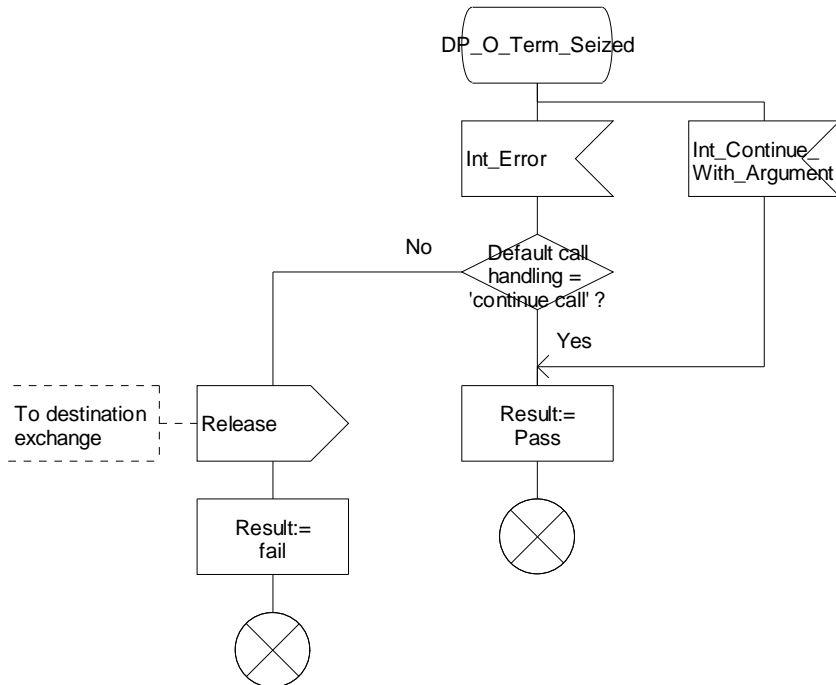 DP_O_Term_Seized
Int_Error
Int_Continue_
With_Argument
No
Default call
handling =
'continue call' ?
Yes
To destination
exchange
Release
Result:=
Pass
Result:=
fail